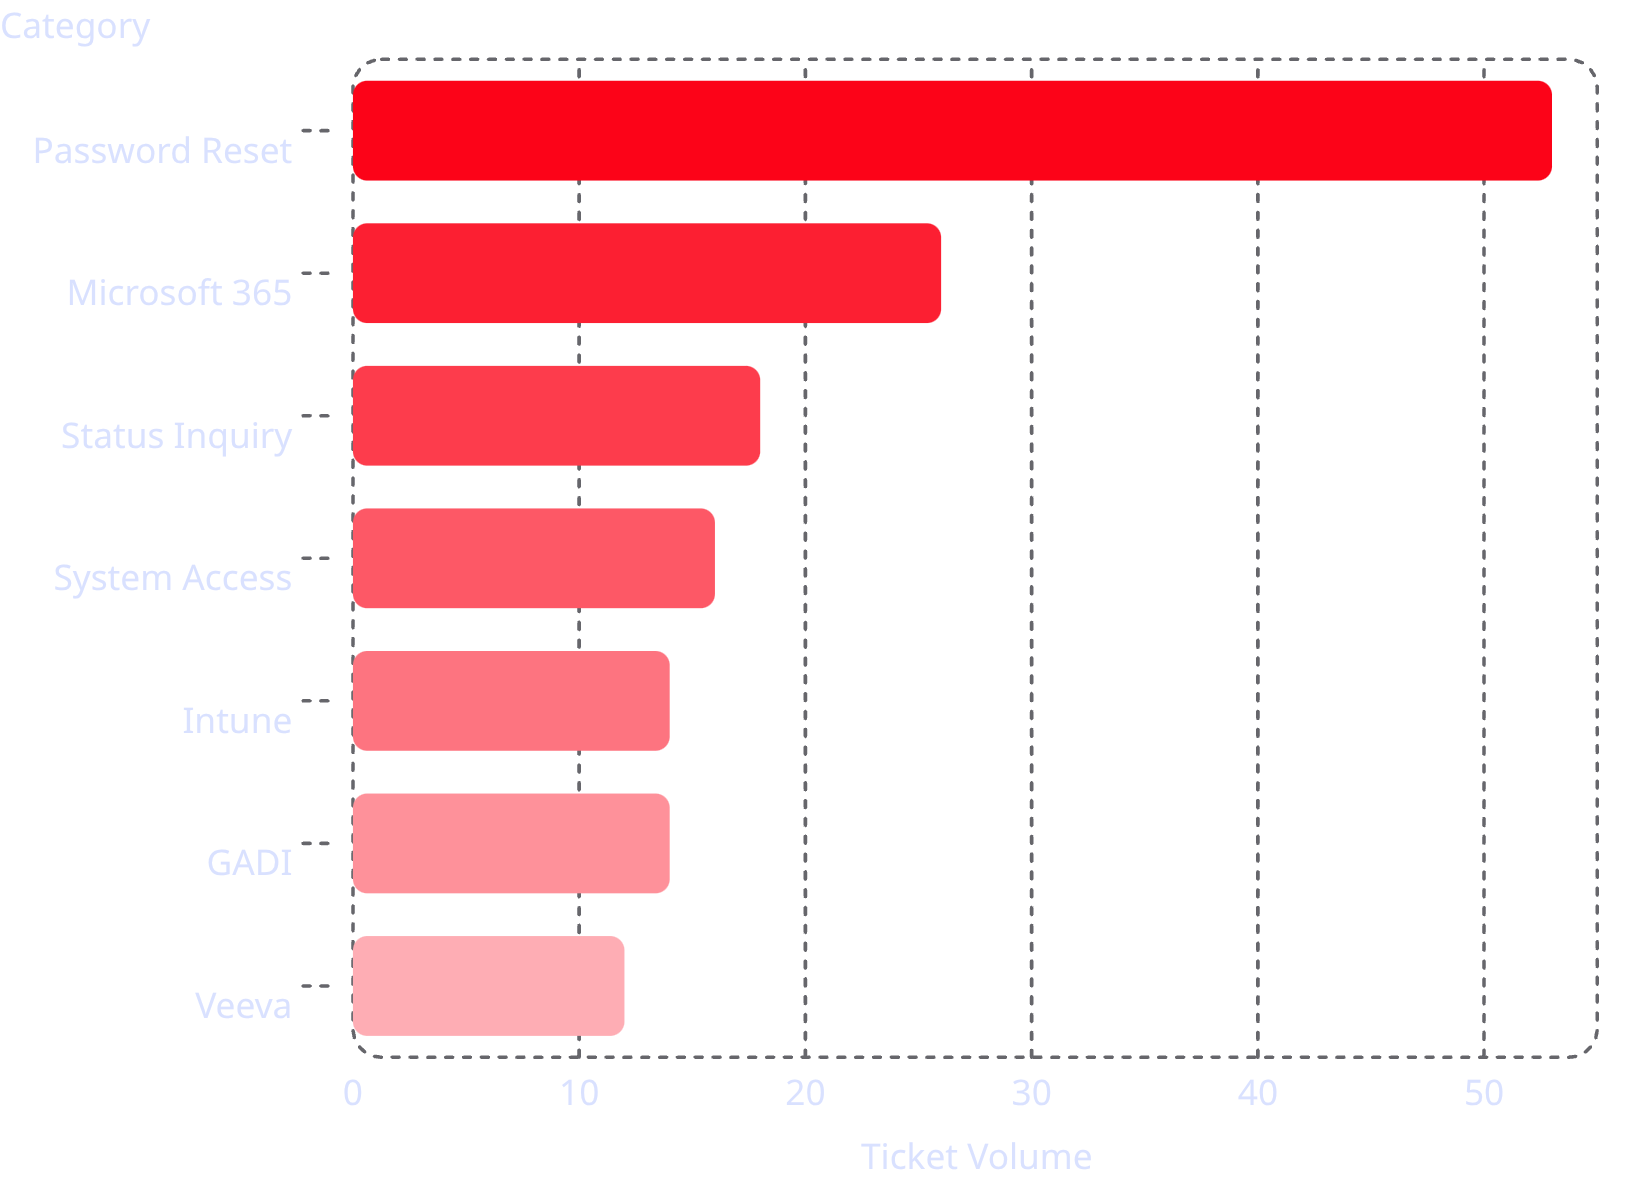 Category
Password Reset
Microsoft 365
Status Inquiry
System Access
Intune
GADI
Veeva
0 10 20 30 40 50
Ticket Volume